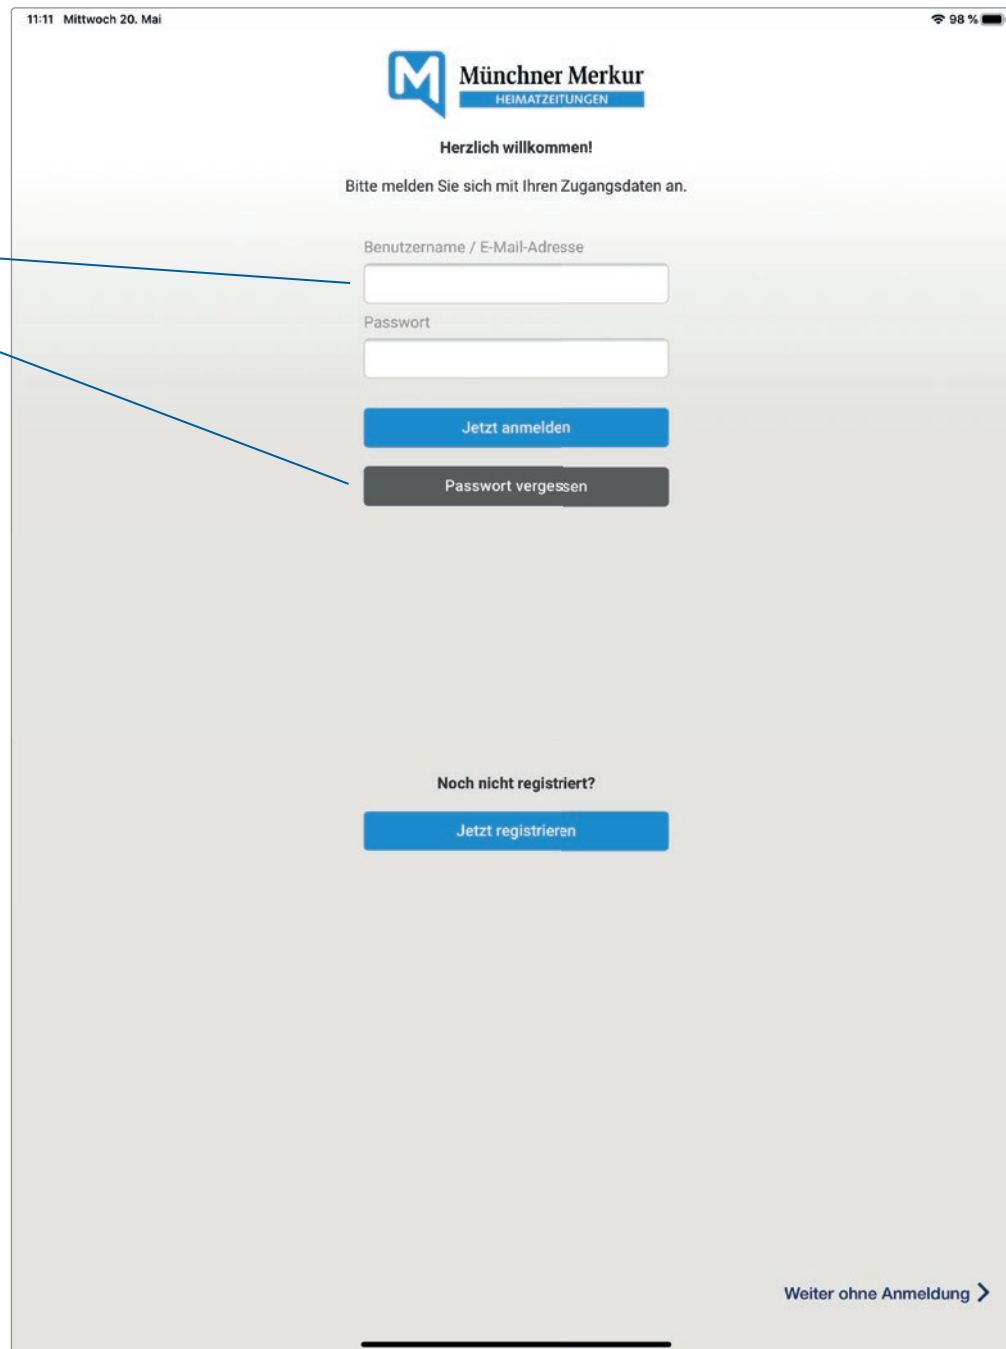 11:11 Mittwoch 20. Mai
98 %
Münchner Merkur
HEIMATZEITUNGEN
Herzlich willkommen!
Bitte melden Sie sich mit Ihren Zugangsdaten an.
Benutzername / E-Mail-Adresse
Passwort
Jetzt anmelden
Passwort vergessen
Noch nicht registriert?
Jetzt registrieren
Weiter ohne Anmeldung